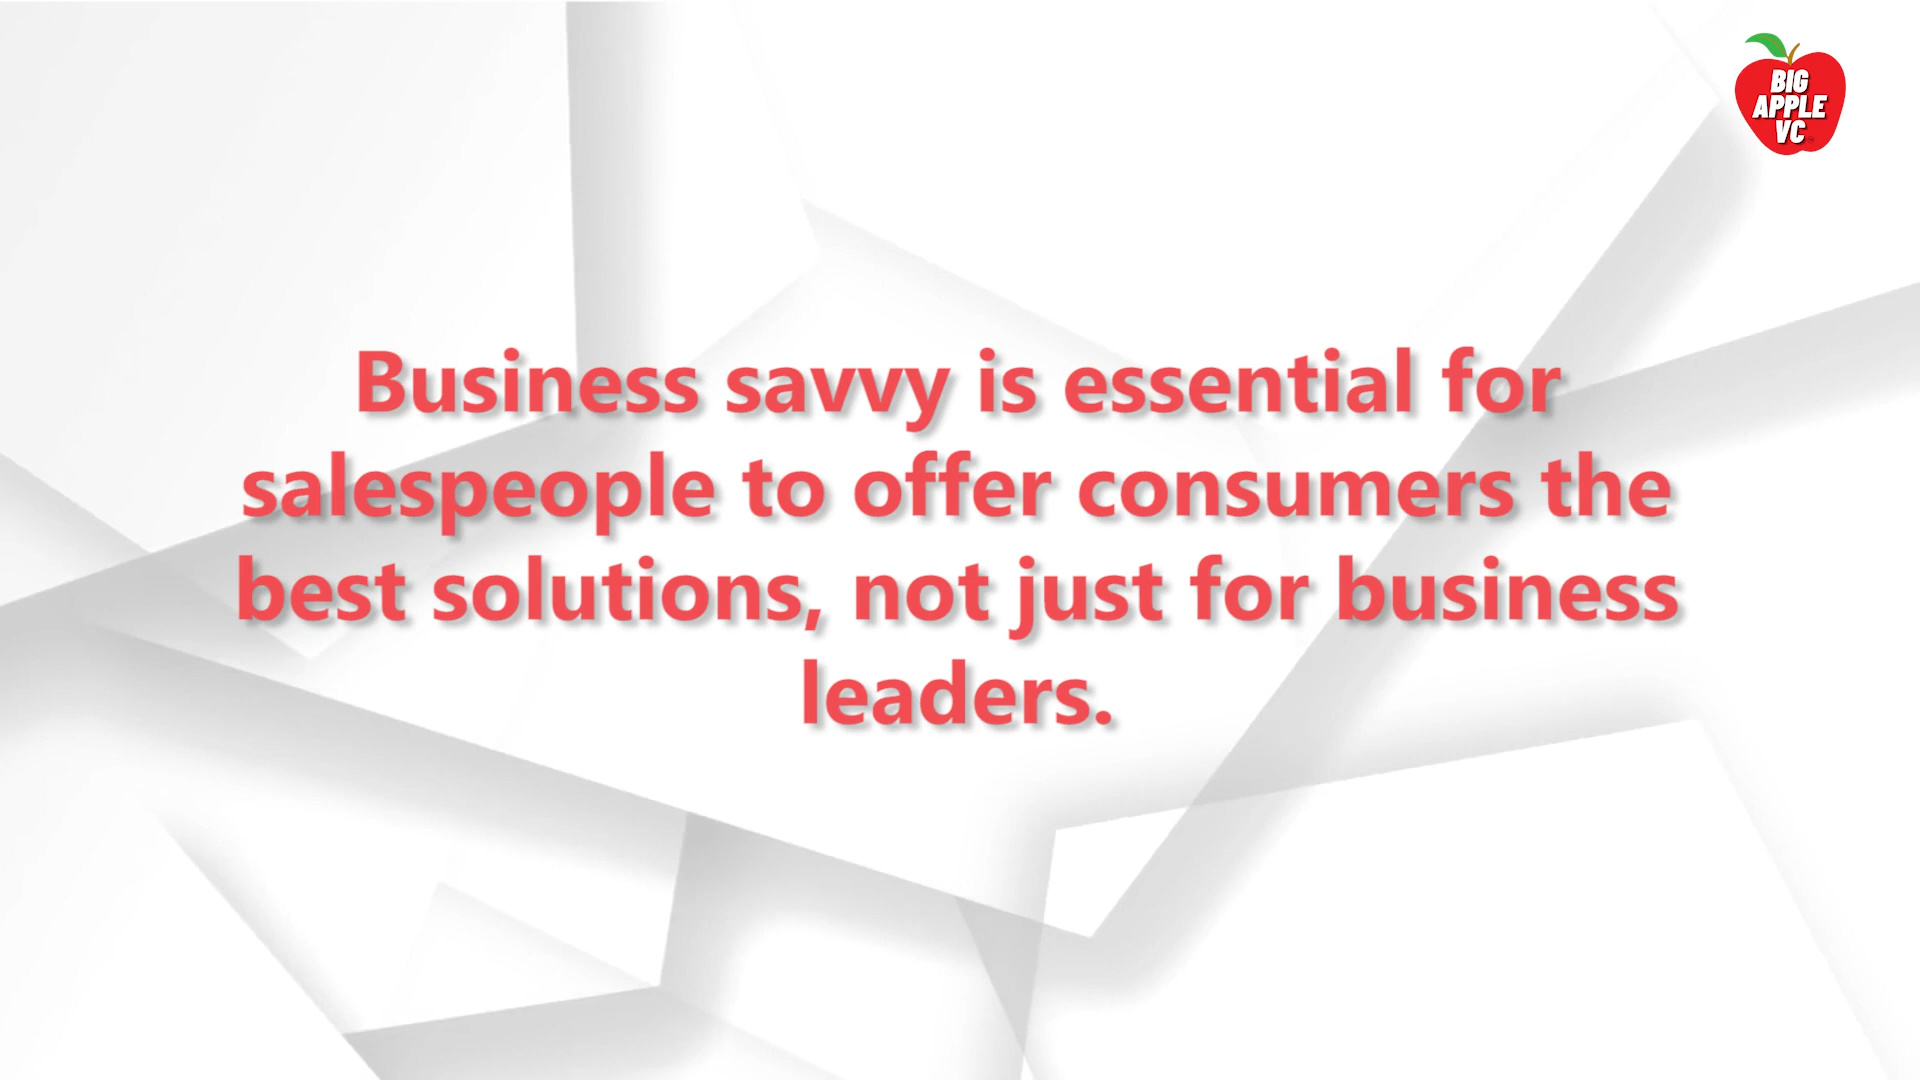 BIG
APPLE
VC
Business savvy is essential for
salespeople to offer consumers the
best solutions, not just for business
leaders.